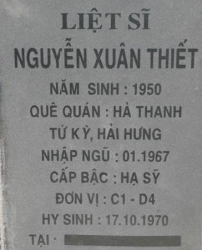 LIỆT SĨ
NGUYỄN XUÂN THIẾT
NĂM SINH : 1950
QUÊ QUÁN : HÀ THANH
TỨ KỲ, HẢI HƯNG
NHẬP NGŨ : 01.1967
CẤP BẬC : HẠ SỸ
ĐƠN VỊ : C1 - D4
HY SINH : 17.10.1970
TẠI :